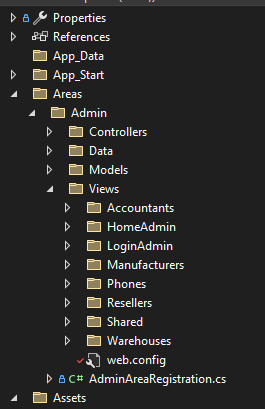 Properties
References
App_Data
App_Start
Areas
Admin
Controllers
Data
Models
Views
Accountants
HomeAdmin
LoginAdmin
Manufacturers
Phones
Resellers
Shared
Warehouses
web.config
C# AdminAreaRegistration.cs
Assets